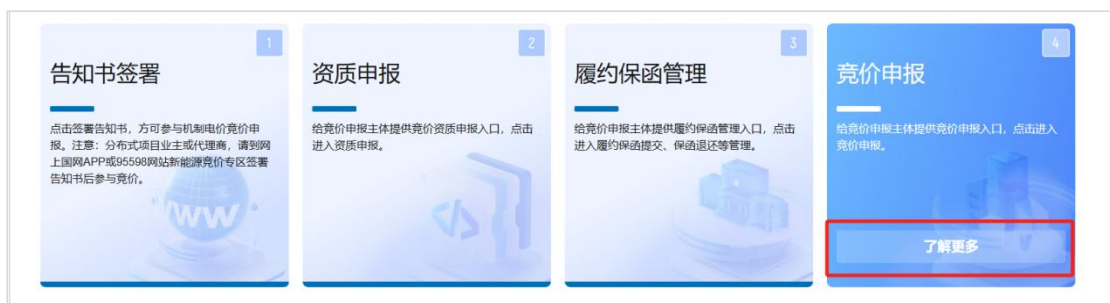 1
告知书签署
点击签署告知书，方可参与机制电价竞价申
报。注意：分布式项目业主或代理商，请到网
上国网APP或95598网站新能源竞价专区签署
告知书后参与竞价。
WWW
2
资质申报
给竞价申报主体提供竞价资质申报入口，点击
进入资质申报。
3
履约保函管理
给竞价申报主体提供履约保函管理入口，点击
进入履约保函提交、保函退还等管理。
4
竞价申报
给竞价申报主体提供竞价申报入口，点击进入
竞价申报。
了解更多